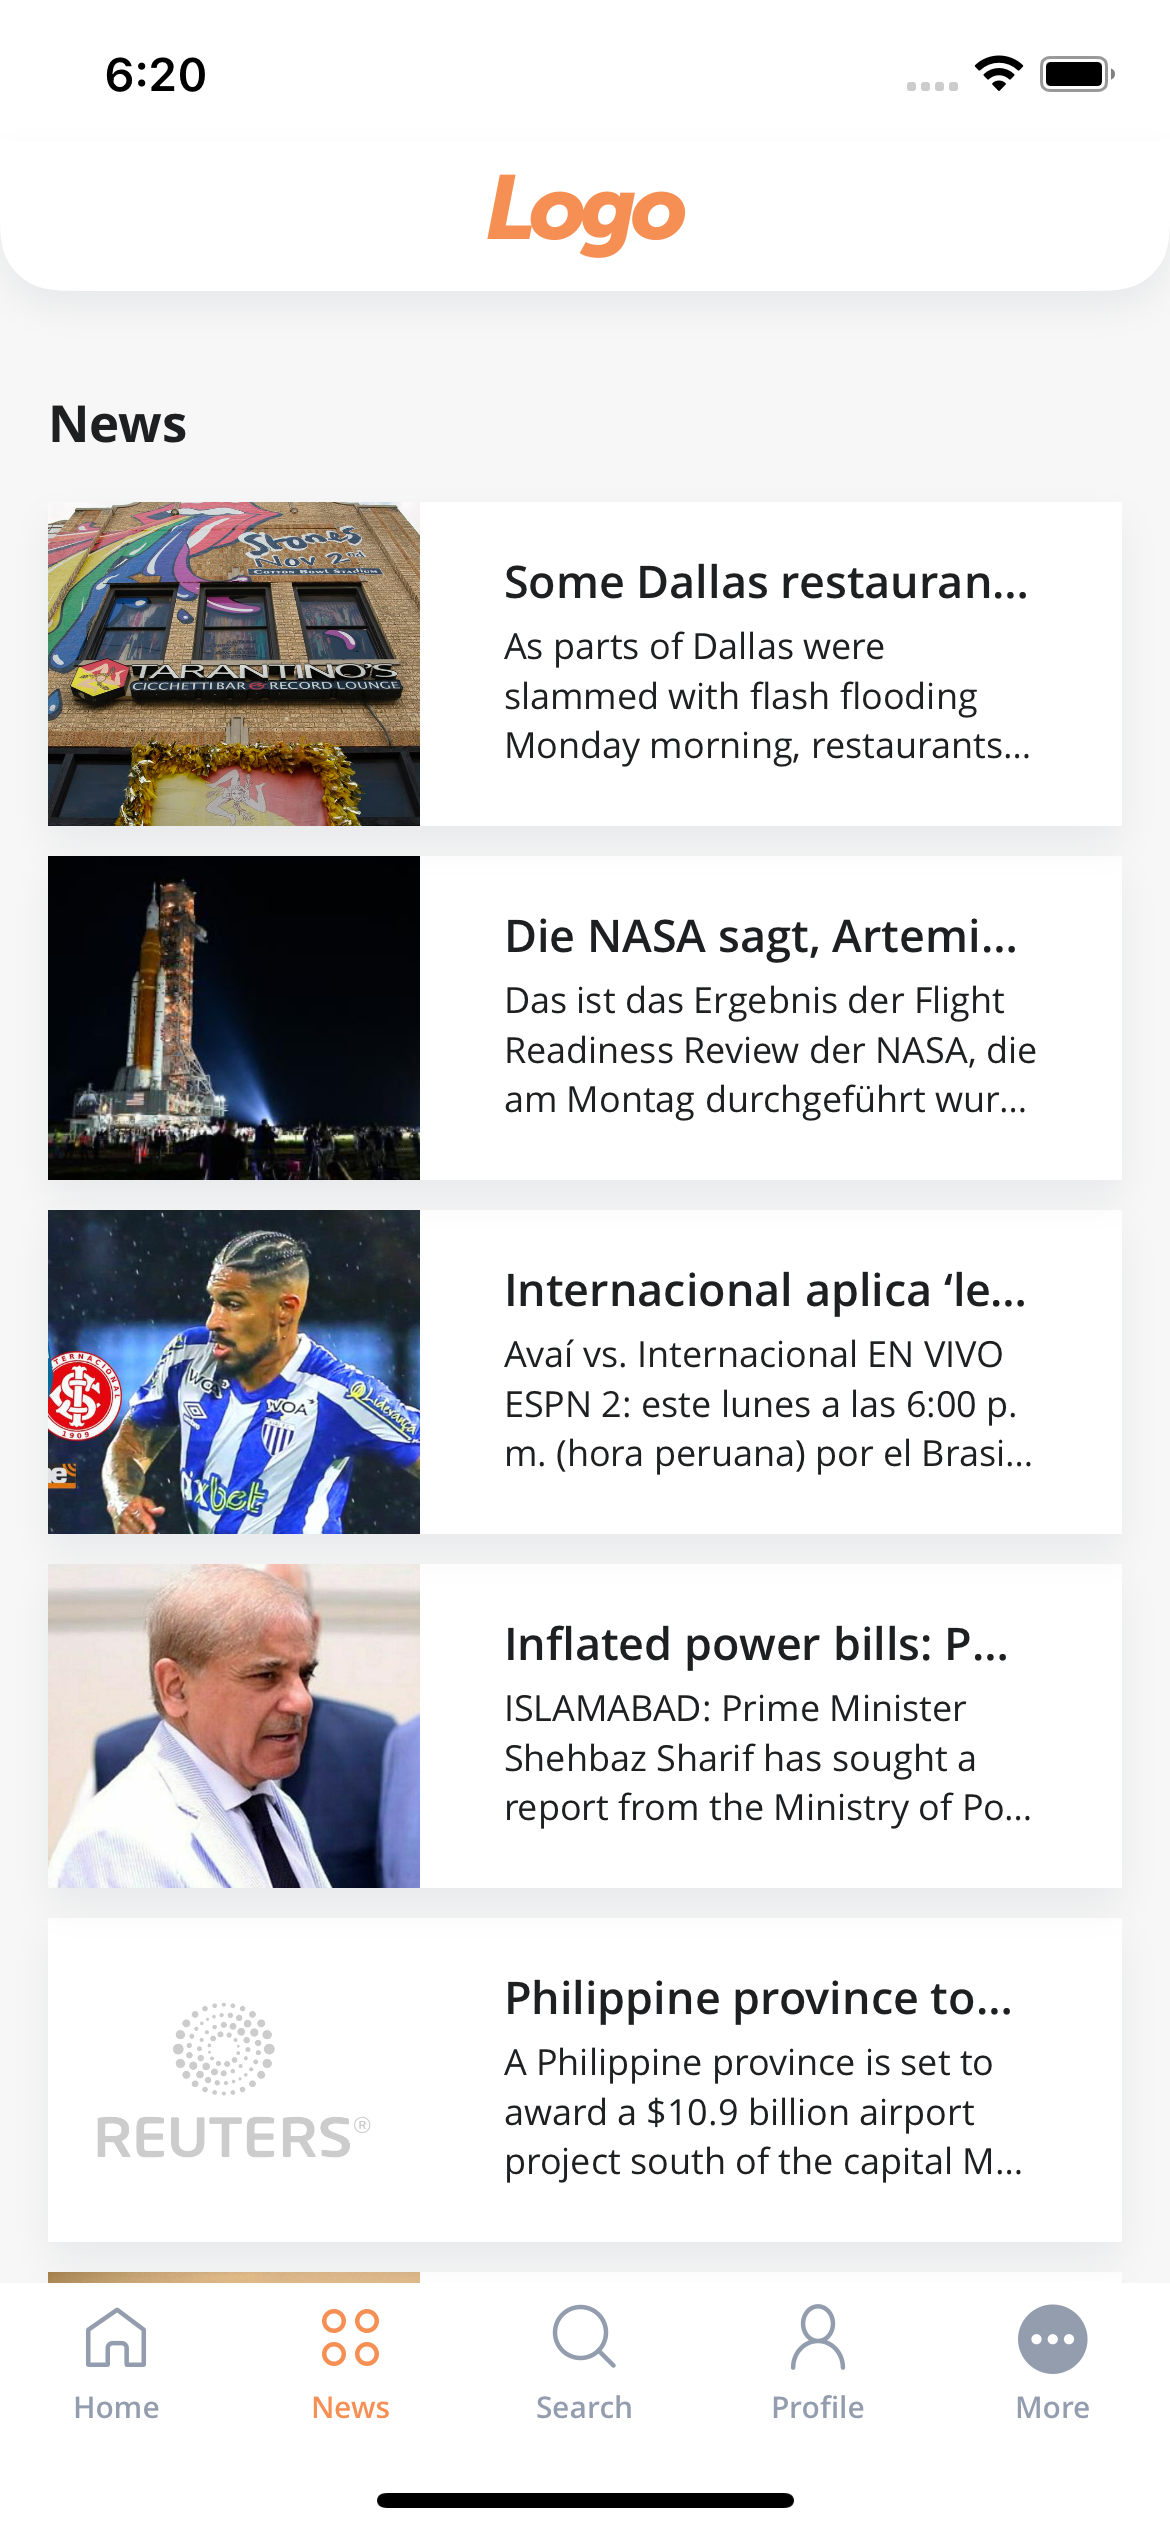 6:20
Logo
News
Stones
Nov 2nd
Cotton Bowl Stadium
TARANTINO'S
CICCHETTI BAR & RECORD LOUNGE
Some Dallas restauran...
As parts of Dallas were
slammed with flash flooding
Monday morning, restaurants...
Die NASA sagt, Artemi...
Das ist das Ergebnis der Flight
Readiness Review der NASA, die
am Montag durchgeführt wur...
1909
WOA
WOA
Liderança
Internacional aplica ‘le...
Avaí vs. Internacional EN VIVO
ESPN 2: este lunes a las 6:00 p.
m. (hora peruana) por el Brasi...
Inflated power bills: P...
ISLAMABAD: Prime Minister
Shehbaz Sharif has sought a
report from the Ministry of Po...
REUTERS®
Philippine province to...
A Philippine province is set to
award a $10.9 billion airport
project south of the capital M...
Home
News
Search
Profile
More